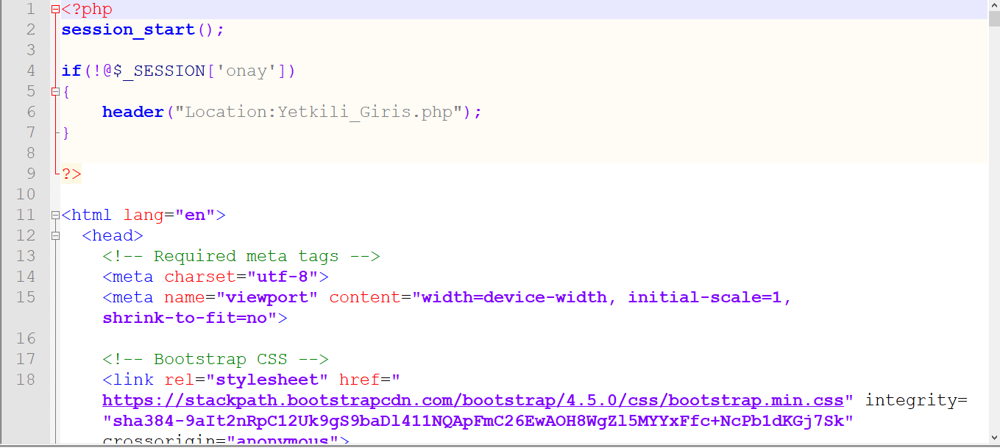 1 <?php
2 session_start();
3
4 if(!@$_SESSION['onay'])
5 {
6 header("Location:Yetkili_Giris.php");
7 }
8
9 ?>
10
11 <html lang="en">
12 <head>
13 <!-- Required meta tags -->
14 <meta charset="utf-8">
15 <meta name="viewport" content="width=device-width, initial-scale=1,
shrink-to-fit=no">
16
17 <!-- Bootstrap CSS -->
18 <link rel="stylesheet" href="
https://stackpath.bootstrapcdn.com/bootstrap/4.5.0/css/bootstrap.min.css" integrity=
"sha384-9aIt2nRpC12Uk9gS9baDl411NQApFmC26EwAOH8WgZl5MYYxFfc+NcPb1dKGj7Sk"
crossorigin="anonymous">